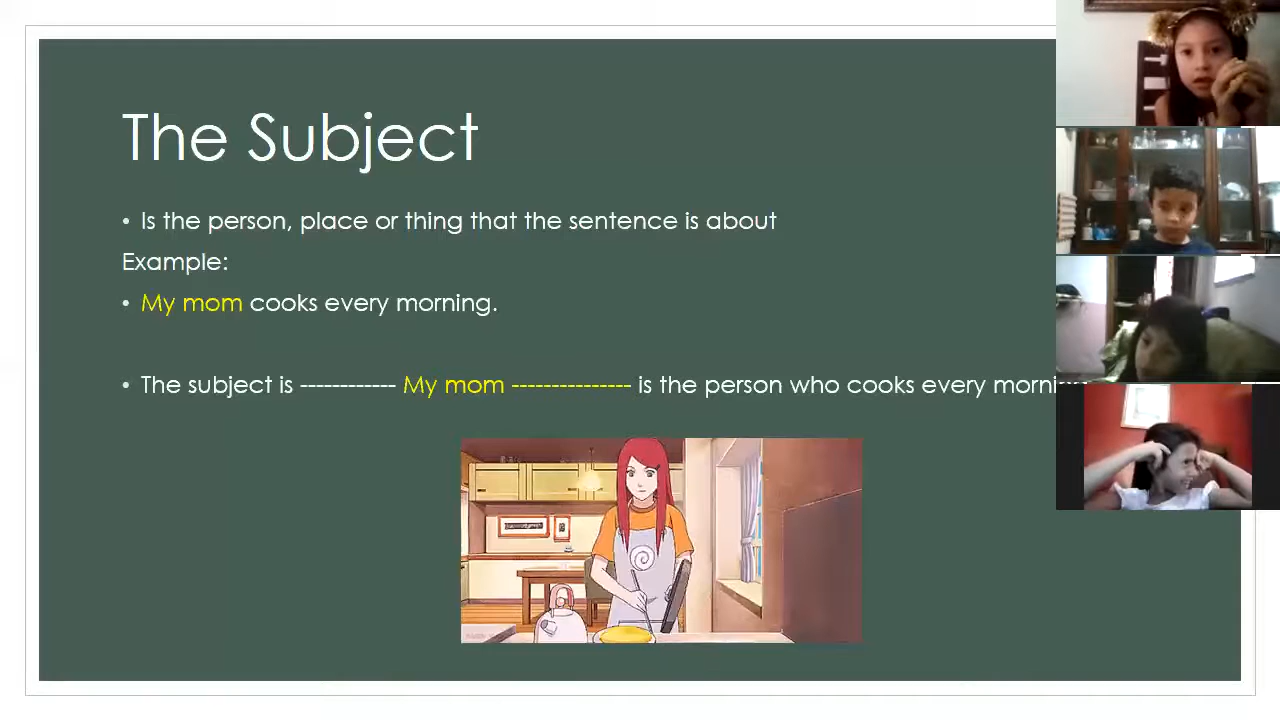 The Subject
• Is the person, place or thing that the sentence is about
Example:
• My mom cooks every morning.
• The subject is ------------ My mom --------------- is the person who cooks every morning